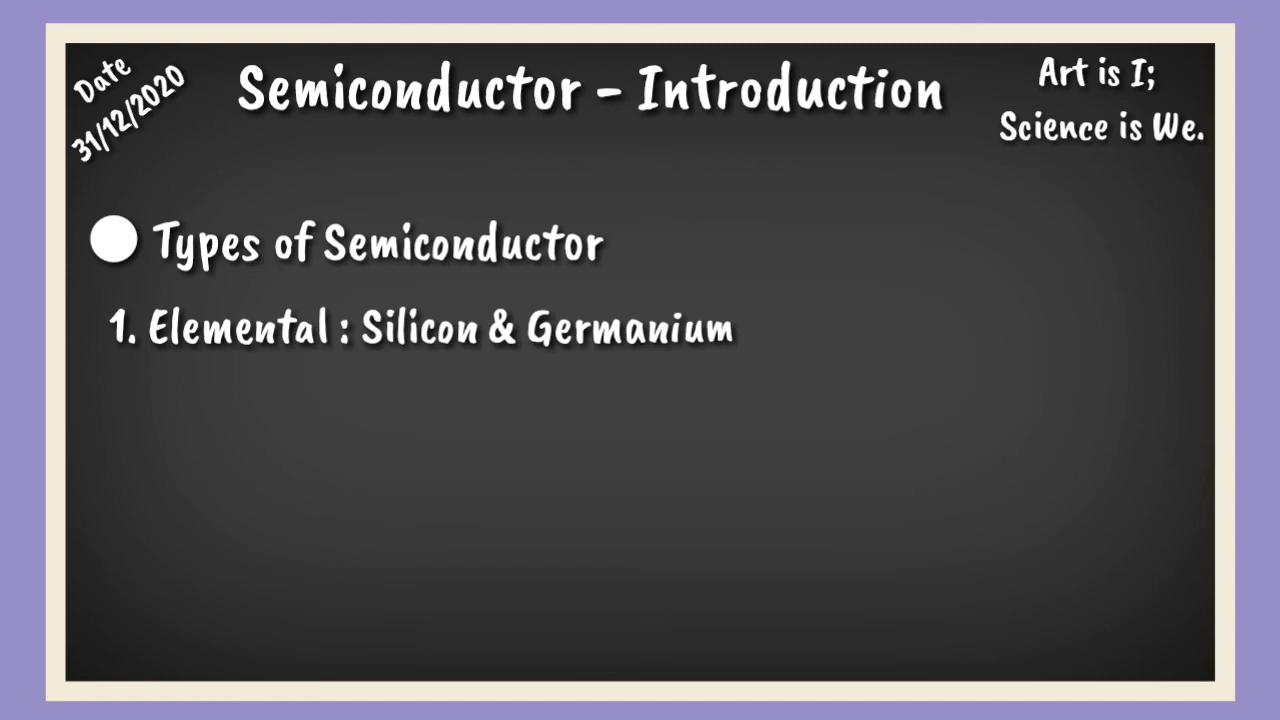 Date
31/12/2020
Semiconductor - Introduction
Art is I;
Science is We.
Types of Semiconductor
1. Elemental : Silicon & Germanium